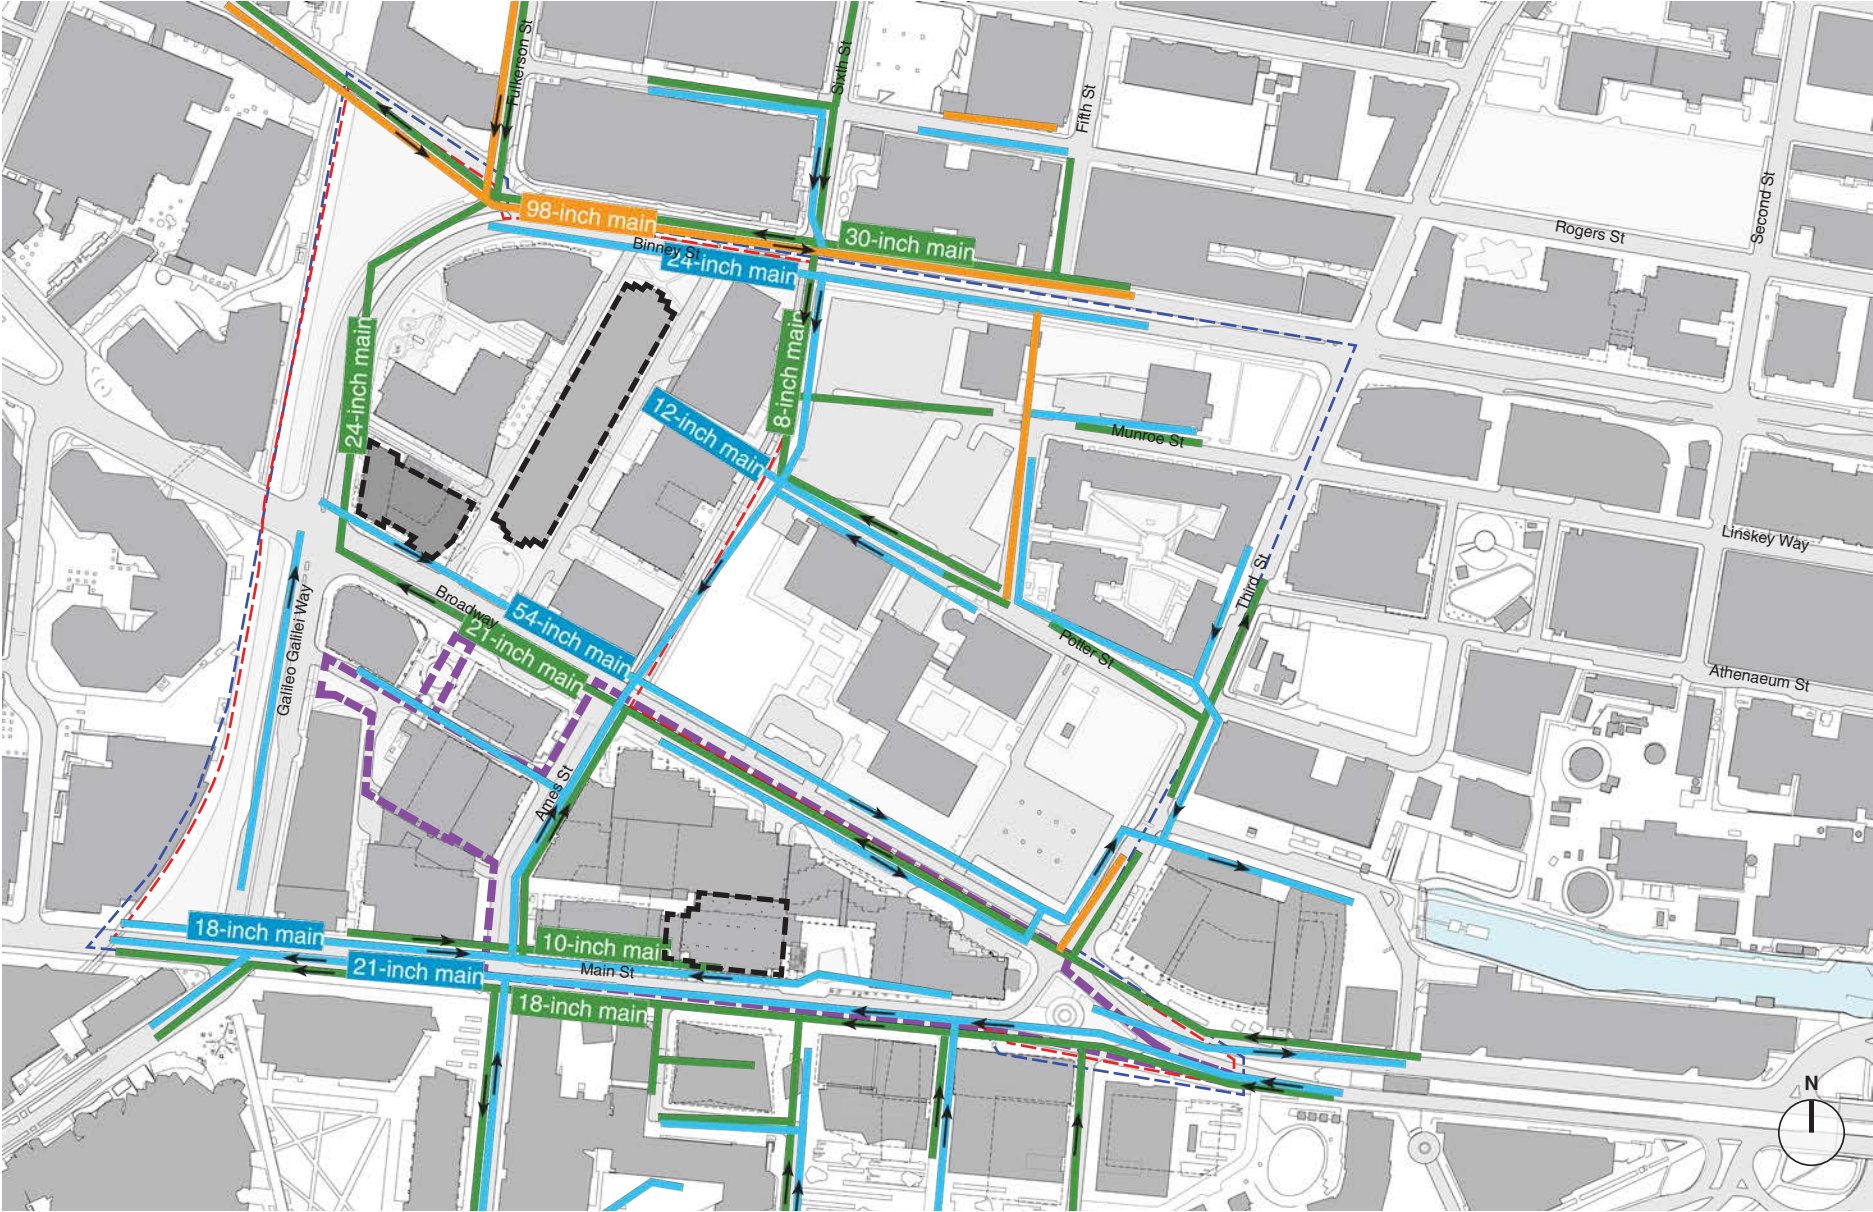 Fulkerson St
Sixth St
Fifth St
Second St
Rogers St
98-inch main
30-inch main
Binney St
24-inch main
24-inch main
8-inch main
12-inch main
Munroe St
Linskey Way
Third St
Galileo Galilei Way
Broadway
54-inch main
21-inch main
Potter St
Athenaeum St
Ames St
18-inch main
10-inch mai
21-inch main
Main St
18-inch main
N